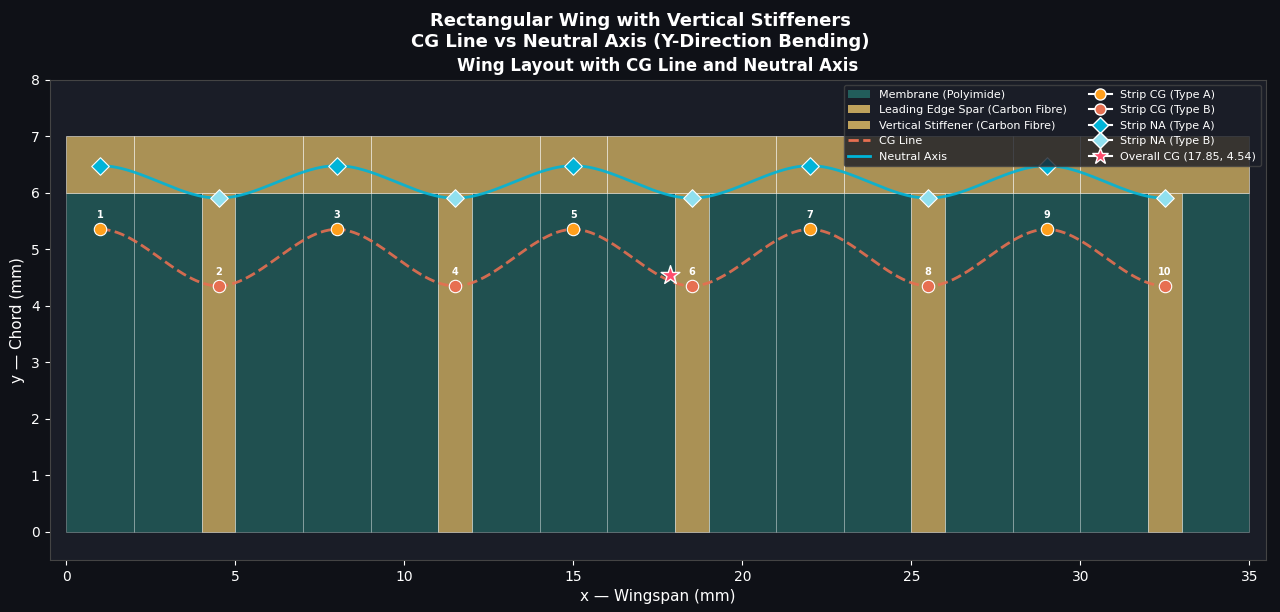 Rectangular Wing with Vertical Stiffeners
CG Line vs Neutral Axis (Y-Direction Bending)
Wing Layout with CG Line and Neutral Axis
Membrane (Polyimide)
Leading Edge Spar (Carbon Fibre)
Vertical Stiffener (Carbon Fibre)
CG Line
Neutral Axis
Strip CG (Type A)
Strip CG (Type B)
Strip NA (Type A)
Strip NA (Type B)
Overall CG (17.85, 4.54)
8
7
6
5
4
3
2
1
0
y — Chord (mm)
1
2
3
4
5
6
7
8
9
10
0
5
10
15
20
25
30
35
x — Wingspan (mm)